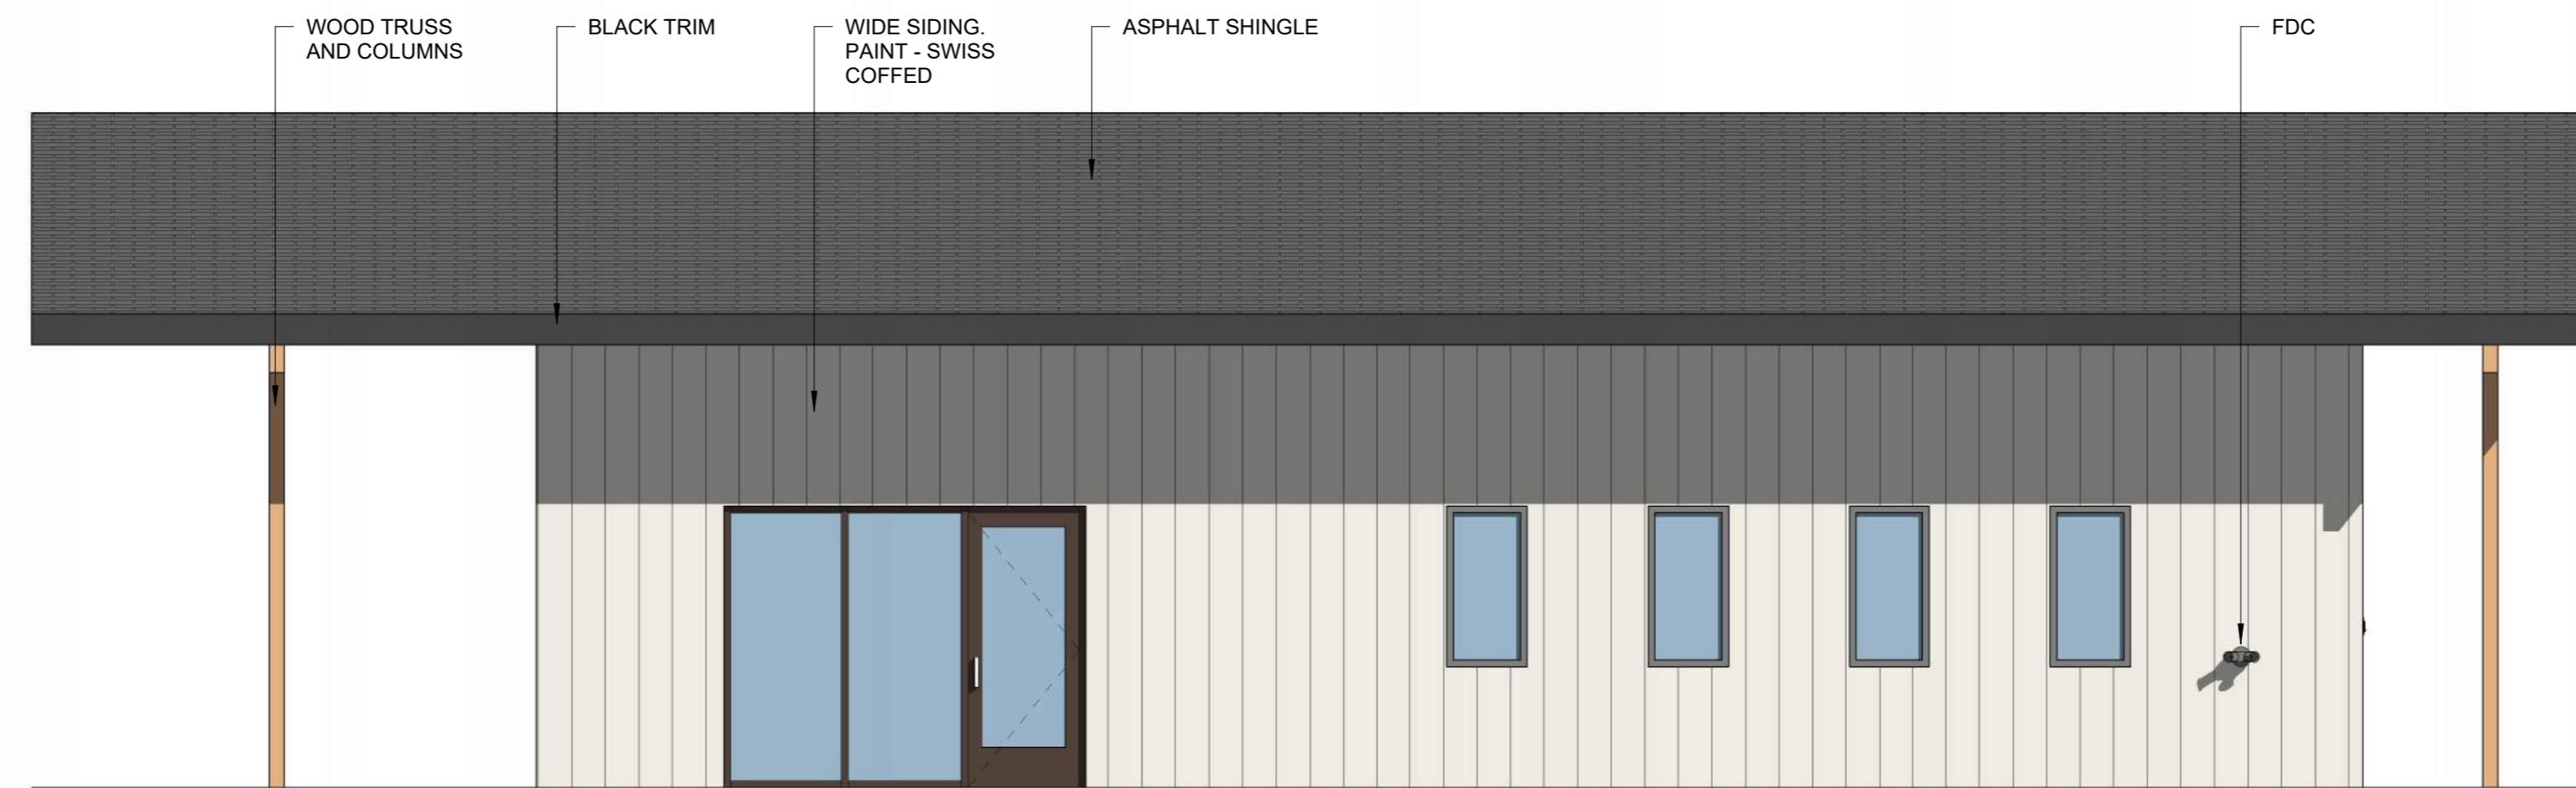 WOOD TRUSS
AND COLUMNS
BLACK TRIM
WIDE SIDING.
PAINT - SWISS
COFFED
ASPHALT SHINGLE
FDC